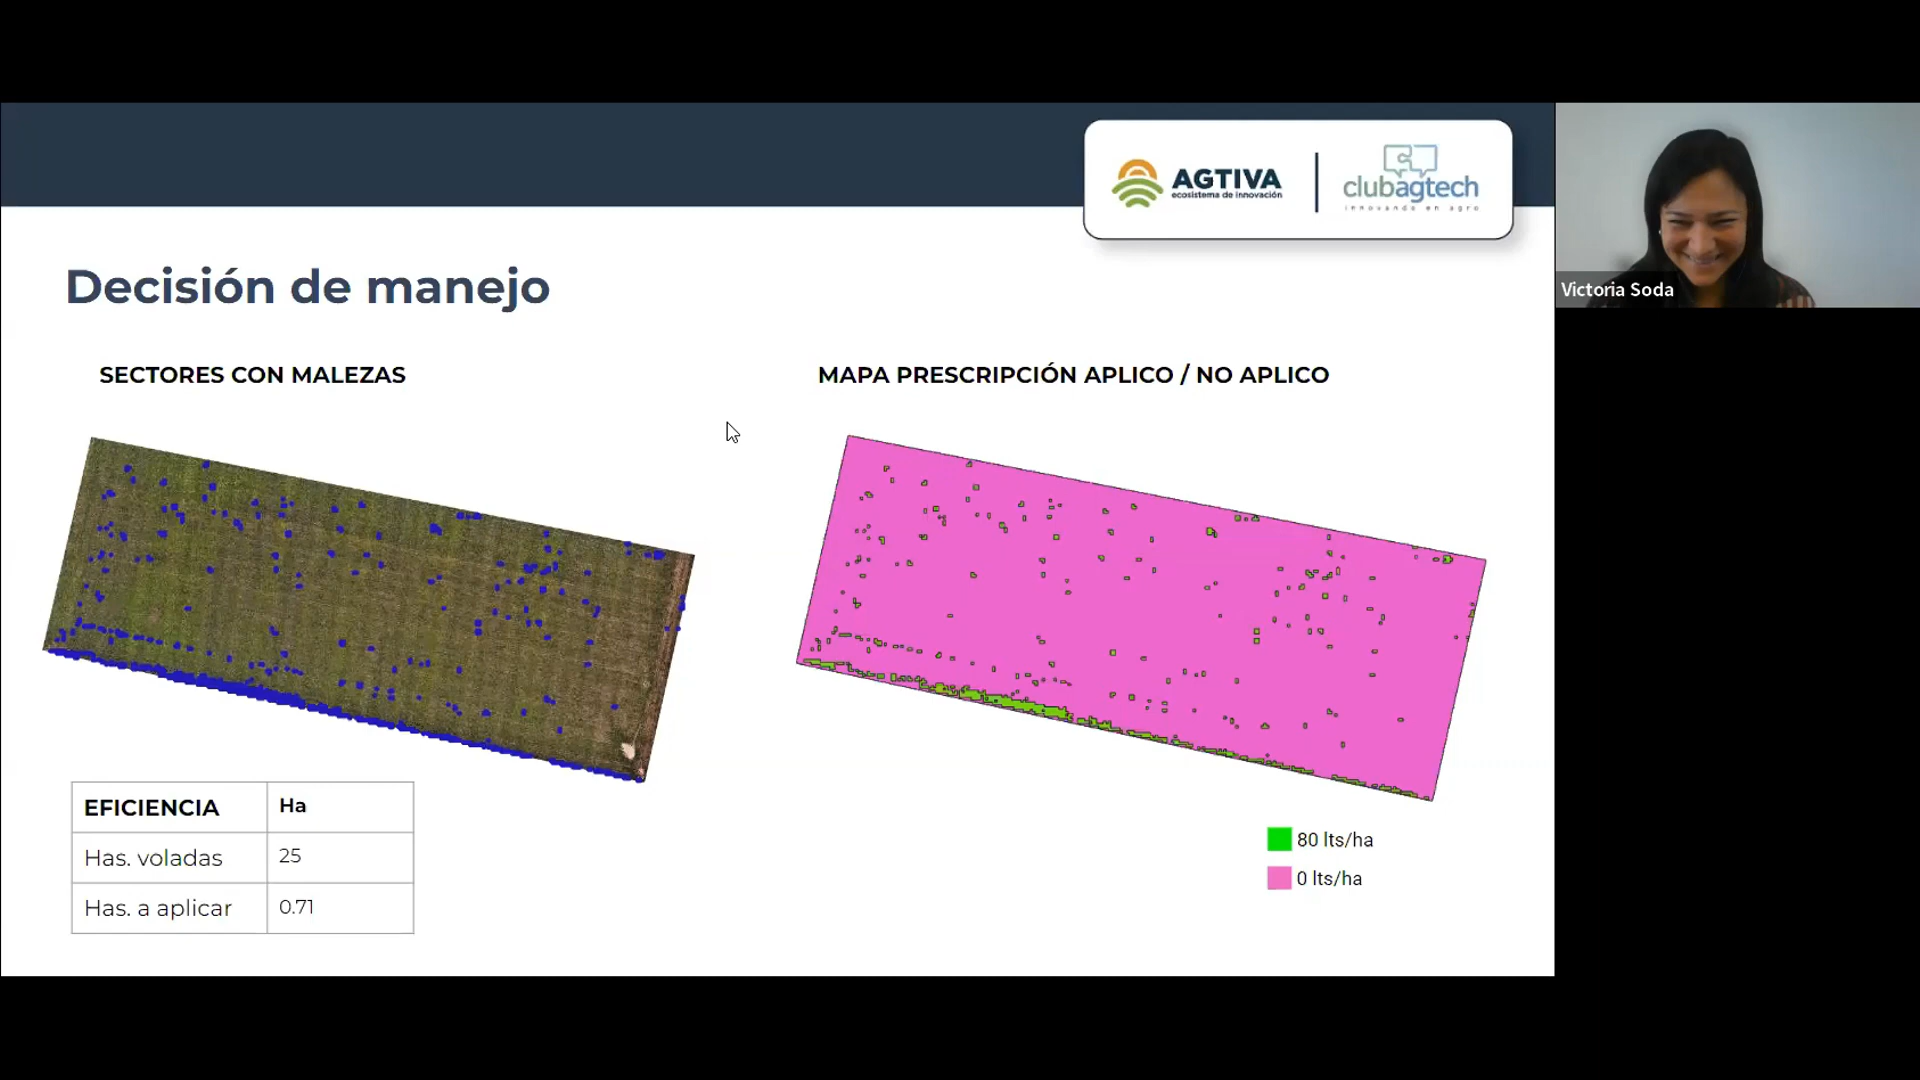 AGTIVA
ecosistema de innovación
clubagtech
innovando en agro
Victoria Soda
Decisión de manejo
SECTORES CON MALEZAS
MAPA PRESCRIPCIÓN APLICO / NO APLICO
EFICIENCIA Ha
Has. voladas 25
Has. a aplicar 0.71
80 lts/ha
0 lts/ha